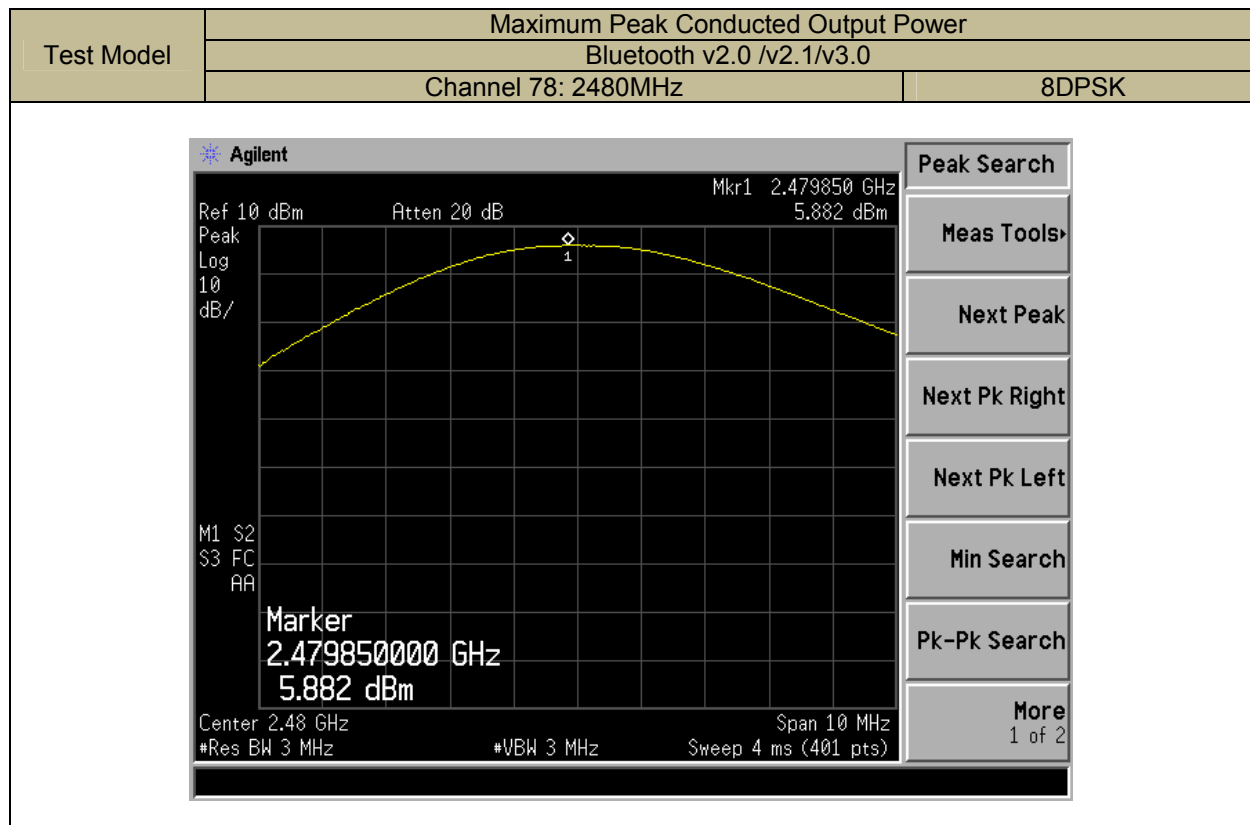 Test Model
Maximum Peak Conducted Output Power
Bluetooth v2.0 /v2.1/v3.0
Channel 78: 2480MHz
8DPSK
Agilent
Peak Search
Mkr1 2.479850 GHz
Ref 10 dBm Atten 20 dB 5.882 dBm
Peak
Log
10
dB/
1
M1 S2
S3 FC
AA
Marker
2.479850000 GHz
5.882 dBm
Center 2.48 GHz Span 10 MHz
#Res BW 3 MHz #VBW 3 MHz Sweep 4 ms (401 pts)
Meas Tools
Next Peak
Next Pk Right
Next Pk Left
Min Search
Pk-Pk Search
More
1 of 2